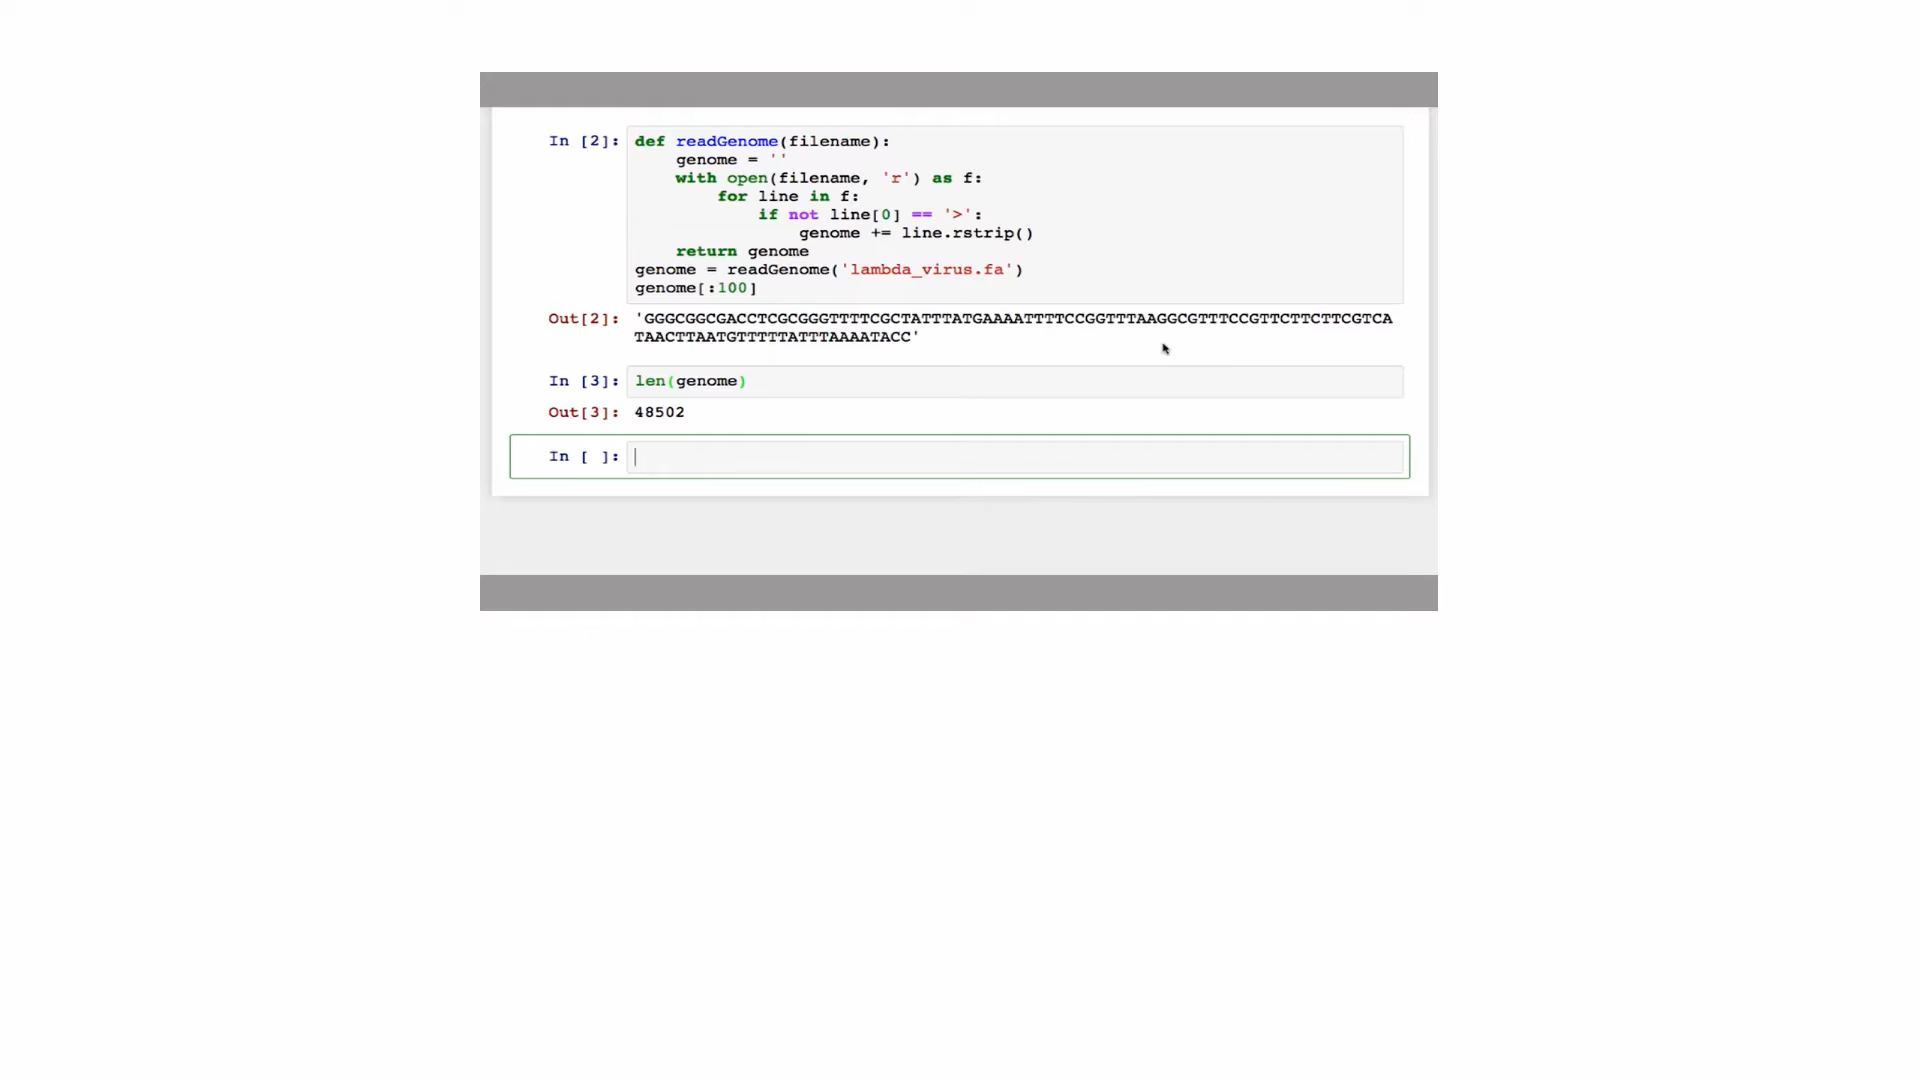 In [2]: def readGenome(filename):
    genome = ''
    with open(filename, 'r') as f:
        for line in f:
            if not line[0] == '>':
                genome += line.rstrip()
    return genome
genome = readGenome('lambda_virus.fa')
genome[:100]
Out[2]: 'GGGCGGCGACCTCGCGGGTTTTCGCTATTTATGAAAATTTTCCGGTTTAAGGCGTTTCCGTTCTTCTTCGTCA
TAACTTAATGTTTTTATTTAAAATACC'
In [3]: len(genome)
Out[3]: 48502
In [ ]: